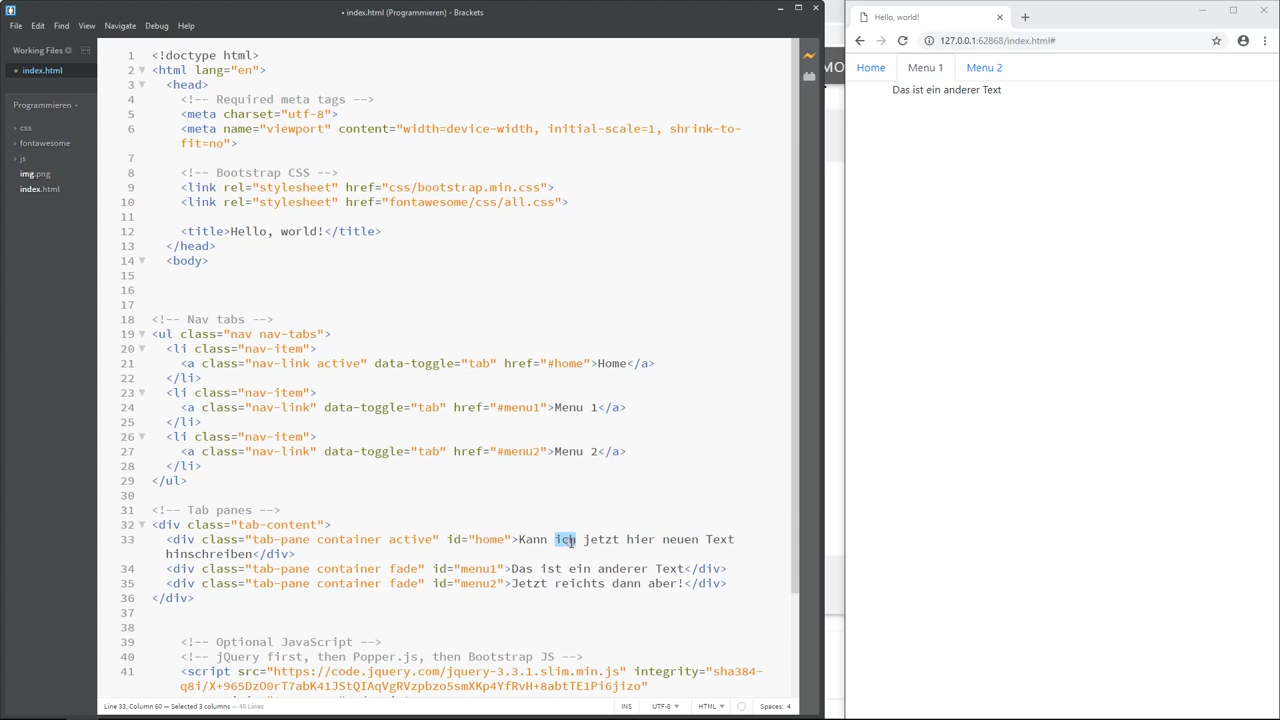 • index.html (Programmieren) - Brackets
File Edit Find View Navigate Debug Help
Working Files
• index.html
Programmieren
css
fontawesome
js
img.png
index.html
1 <!doctype html>
2 <html lang="en">
3 <head>
4 <!-- Required meta tags -->
5 <meta charset="utf-8">
6 <meta name="viewport" content="width=device-width, initial-scale=1, shrink-to-
fit=no">
7
8 <!-- Bootstrap CSS -->
9 <link rel="stylesheet" href="css/bootstrap.min.css">
10 <link rel="stylesheet" href="fontawesome/css/all.css">
11
12 <title>Hello, world!</title>
13 </head>
14 <body>
15
16
17
18 <!-- Nav tabs -->
19 <ul class="nav nav-tabs">
20 <li class="nav-item">
21 <a class="nav-link active" data-toggle="tab" href="#home">Home</a>
22 </li>
23 <li class="nav-item">
24 <a class="nav-link" data-toggle="tab" href="#menu1">Menu 1</a>
25 </li>
26 <li class="nav-item">
27 <a class="nav-link" data-toggle="tab" href="#menu2">Menu 2</a>
28 </li>
29 </ul>
30
31 <!-- Tab panes -->
32 <div class="tab-content">
33 <div class="tab-pane container active" id="home">Kann ich jetzt hier neuen Text
hinschreiben</div>
34 <div class="tab-pane container fade" id="menu1">Das ist ein anderer Text</div>
35 <div class="tab-pane container fade" id="menu2">Jetzt reichts dann aber!</div>
36 </div>
37
38
39 <!-- Optional JavaScript -->
40 <!-- jQuery first, then Popper.js, then Bootstrap JS -->
41 <script src="https://code.jquery.com/jquery-3.3.1.slim.min.js" integrity="sha384-
q8i/X+965DzO0rT7abK41JStQIAqVgRVzpbzo5smXKp4YfRvH+8abtTE1Pi6jizo"
Line 33, Column 60 — Selected 3 columns — 45 Lines
INS UTF-8 HTML Spaces: 4
MO
Hello, world!
127.0.0.1:62868/index.html#
Home Menu 1 Menu 2
Das ist ein anderer Text